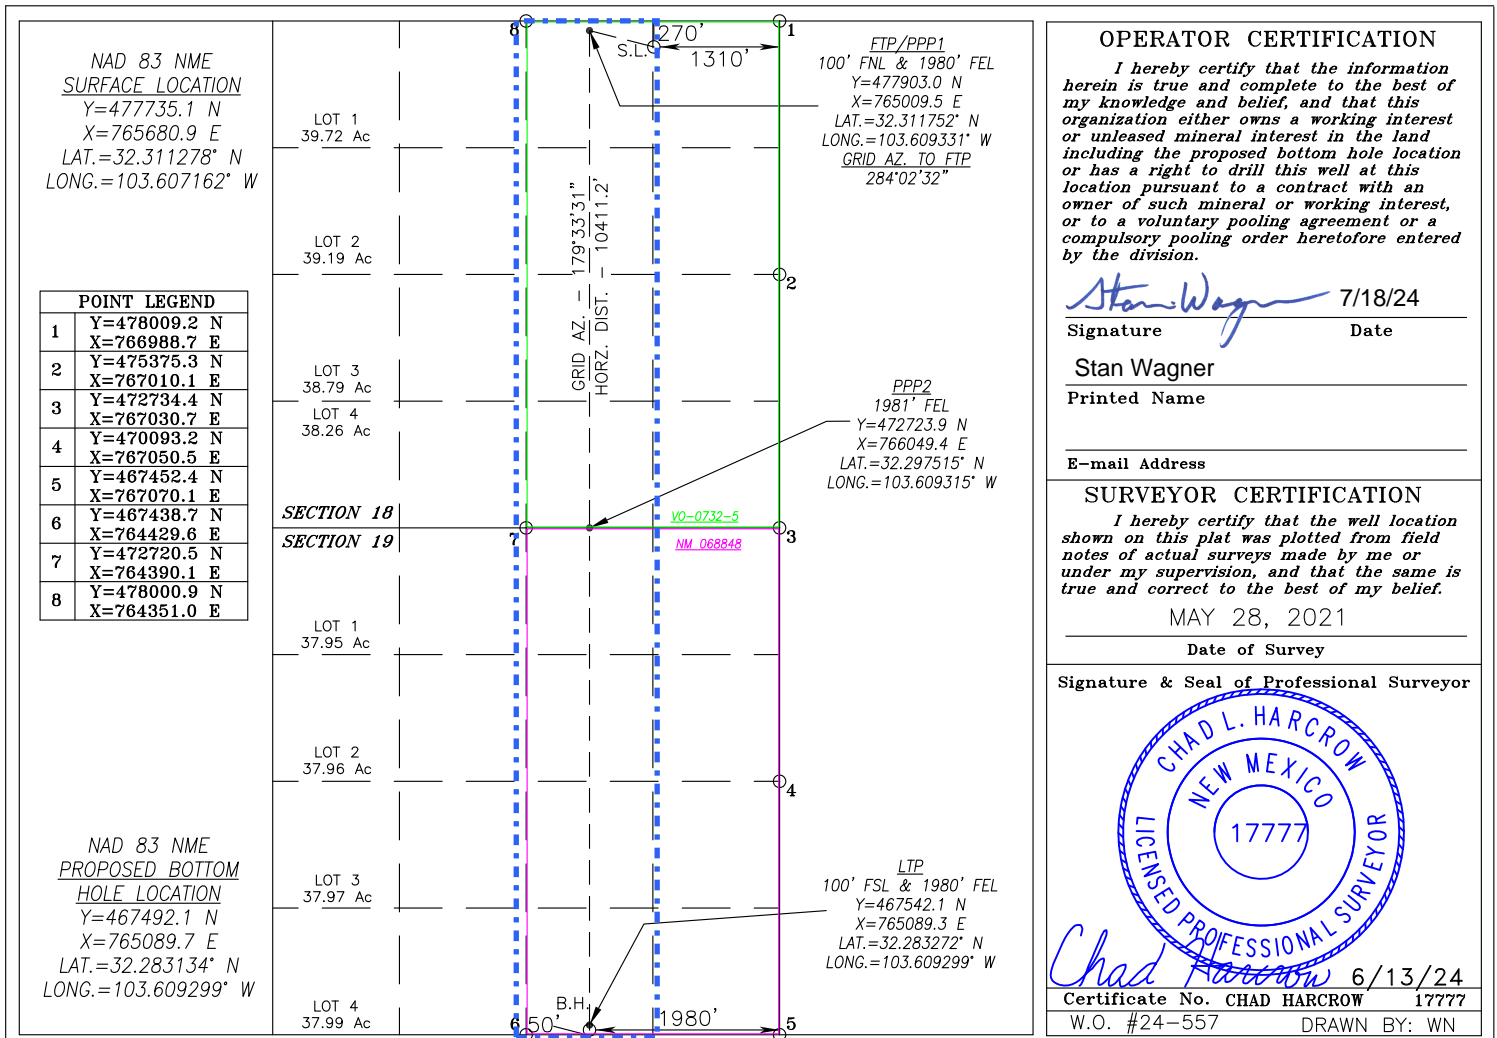 NAD 83 NME
SURFACE LOCATION
Y=477735.1 N
X=765680.9 E
LAT.=32.311278° N
LONG.=103.607162° W
POINT LEGEND
1 Y=478009.2 N
X=766988.7 E
2 Y=475375.3 N
X=767010.1 E
3 Y=472734.4 N
X=767030.7 E
4 Y=470093.2 N
X=767050.5 E
5 Y=467452.4 N
X=767070.1 E
6 Y=467438.7 N
X=764429.6 E
7 Y=472720.5 N
X=764390.1 E
8 Y=478000.9 N
X=764351.0 E
NAD 83 NME
PROPOSED BOTTOM
HOLE LOCATION
Y=467492.1 N
X=765089.7 E
LAT.=32.283134° N
LONG.=103.609299° W
LOT 1
39.72 Ac
LOT 2
39.19 Ac
LOT 3
38.79 Ac
LOT 4
38.26 Ac
SECTION 18
SECTION 19
LOT 1
37.95 Ac
LOT 2
37.96 Ac
LOT 3
37.97 Ac
LOT 4
37.99 Ac
8
1
S.L.
270'
1310'
GRID AZ. – 179°33'31"
HORZ. DIST. – 10411.2'
2
VO-0732-5
NM 068848
7
3
4
B.H.
6
50'
1980'
5
FTP/PPP1
100' FNL & 1980' FEL
Y=477903.0 N
X=765009.5 E
LAT.=32.311752° N
LONG.=103.609331° W
GRID AZ. TO FTP
284°02'32"
PPP2
1981' FEL
Y=472723.9 N
X=766049.4 E
LAT.=32.297515° N
LONG.=103.609315° W
LTP
100' FSL & 1980' FEL
Y=467542.1 N
X=765089.3 E
LAT.=32.283272° N
LONG.=103.609299° W
OPERATOR CERTIFICATION
I hereby certify that the information
herein is true and complete to the best of
my knowledge and belief, and that this
organization either owns a working interest
or unleased mineral interest in the land
including the proposed bottom hole location
or has a right to drill this well at this
location pursuant to a contract with an
owner of such mineral or working interest,
or to a voluntary pooling agreement or a
compulsory pooling order heretofore entered
by the division.
Stan Wagner 7/18/24
Signature Date
Stan Wagner
Printed Name
E-mail Address
SURVEYOR CERTIFICATION
I hereby certify that the well location
shown on this plat was plotted from field
notes of actual surveys made by me or
under my supervision, and that the same is
true and correct to the best of my belief.
MAY 28, 2021
Date of Survey
Signature & Seal of Professional Surveyor
CHAD L. HARCROW
NEW MEXICO
17777
LICENSED PROFESSIONAL SURVEYOR
Chad Harcrow 6/13/24
Certificate No. CHAD HARCROW 17777
W.O. #24-557 DRAWN BY: WN